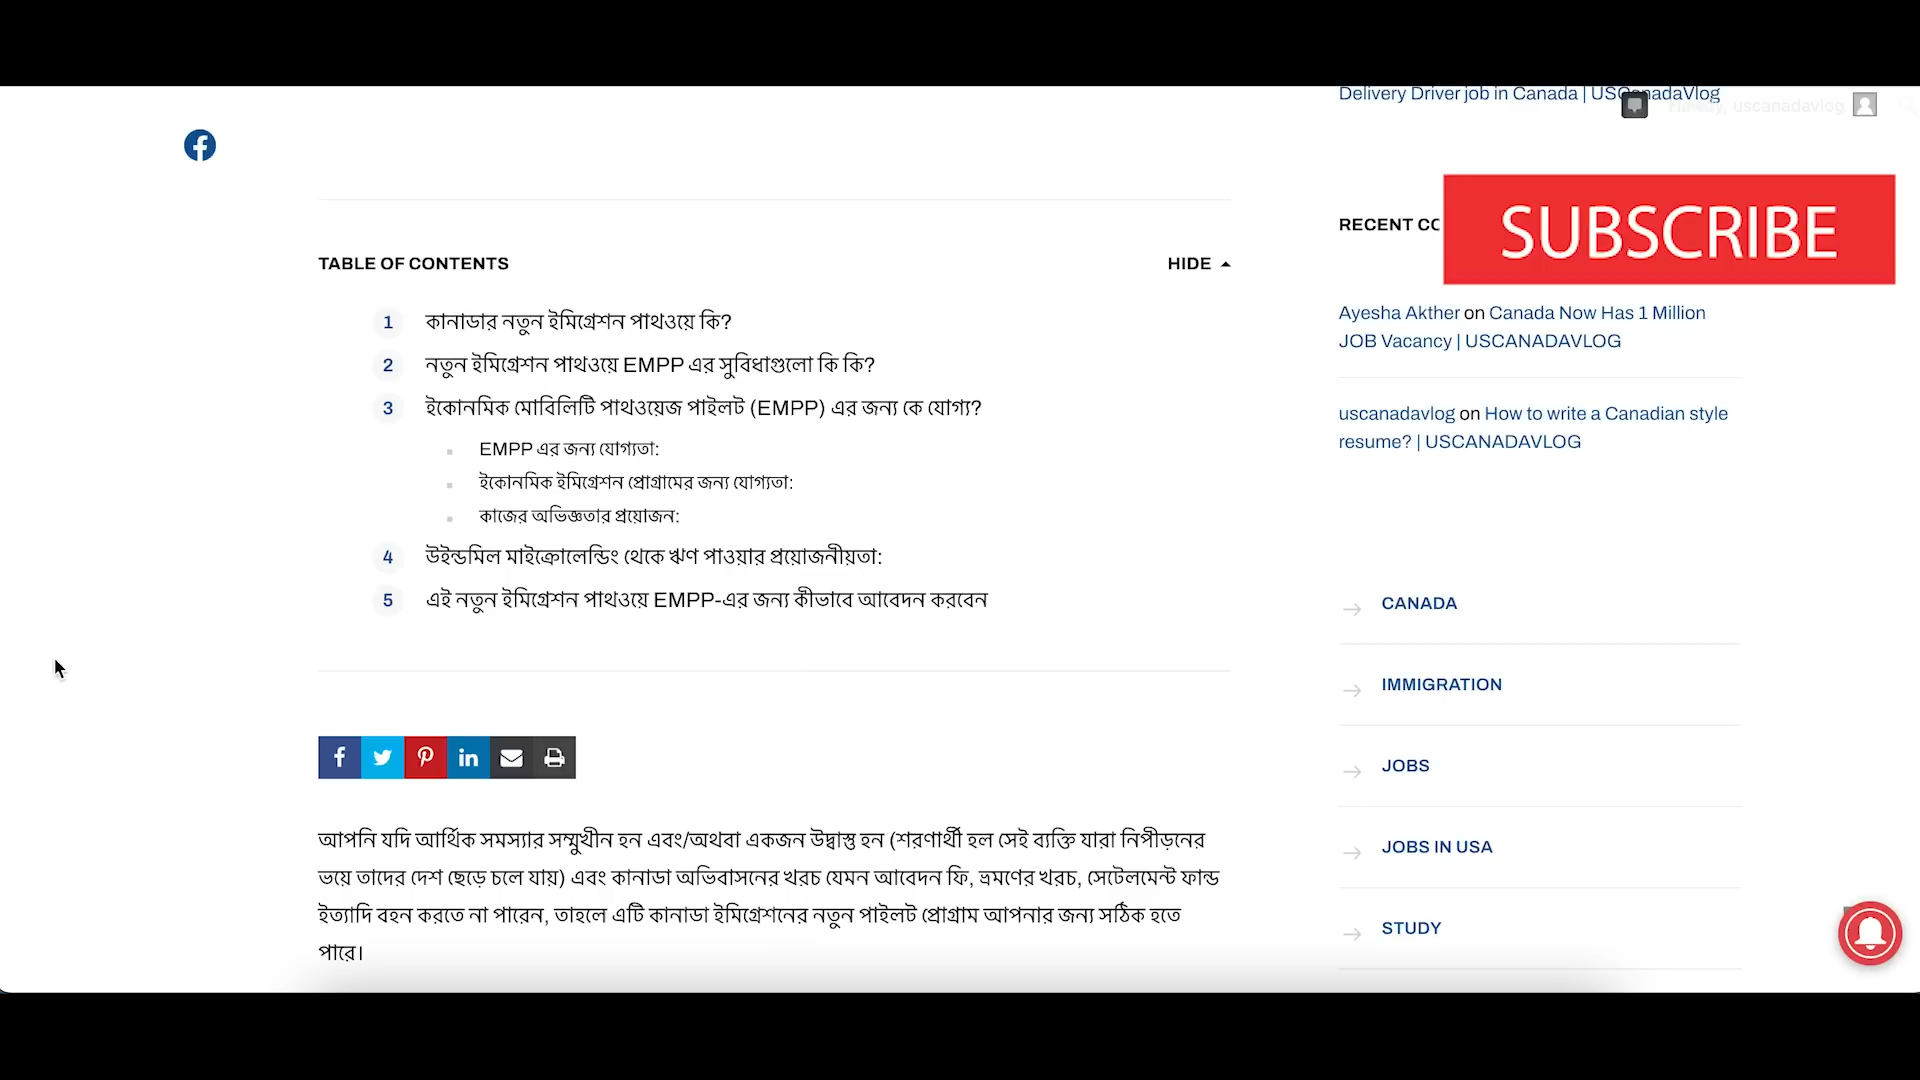 Delivery Driver job in Canada | USCanadaVlog
uscanadavlog
TABLE OF CONTENTS
HIDE
1 কানাডার নতুন ইমিগ্রেশন পাথওয়ে কি?
2 নতুন ইমিগ্রেশন পাথওয়ে EMPP এর সুবিধাগুলো কি কি?
3 ইকোনমিক মোবিলিটি পাথওয়েজ পাইলট (EMPP) এর জন্য কে যোগ্য?
EMPP এর জন্য যোগ্যতা:
ইকোনমিক ইমিগ্রেশন প্রোগ্রামের জন্য যোগ্যতা:
কাজের অভিজ্ঞতার প্রয়োজন:
4 উইন্ডমিল মাইক্রোলেন্ডিং থেকে ঋণ পাওয়ার প্রয়োজনীয়তা:
5 এই নতুন ইমিগ্রেশন পাথওয়ে EMPP-এর জন্য কীভাবে আবেদন করবেন
আপনি যদি আর্থিক সমস্যার সম্মুখীন হন এবং/অথবা একজন উদ্বাস্তু হন (শরণার্থী হল সেই ব্যক্তি যারা নিপীড়নের
ভয়ে তাদের দেশ ছেড়ে চলে যায়) এবং কানাডা অভিবাসনের খরচ যেমন আবেদন ফি, ভ্রমণের খরচ, সেটেলমেন্ট ফান্ড
ইত্যাদি বহন করতে না পারেন, তাহলে এটি কানাডা ইমিগ্রেশনের নতুন পাইলট প্রোগ্রাম আপনার জন্য সঠিক হতে
পারে।
RECENT CO
SUBSCRIBE
Ayesha Akther on Canada Now Has 1 Million
JOB Vacancy | USCANADAVLOG
uscanadavlog on How to write a Canadian style
resume? | USCANADAVLOG
CANADA
IMMIGRATION
JOBS
JOBS IN USA
STUDY